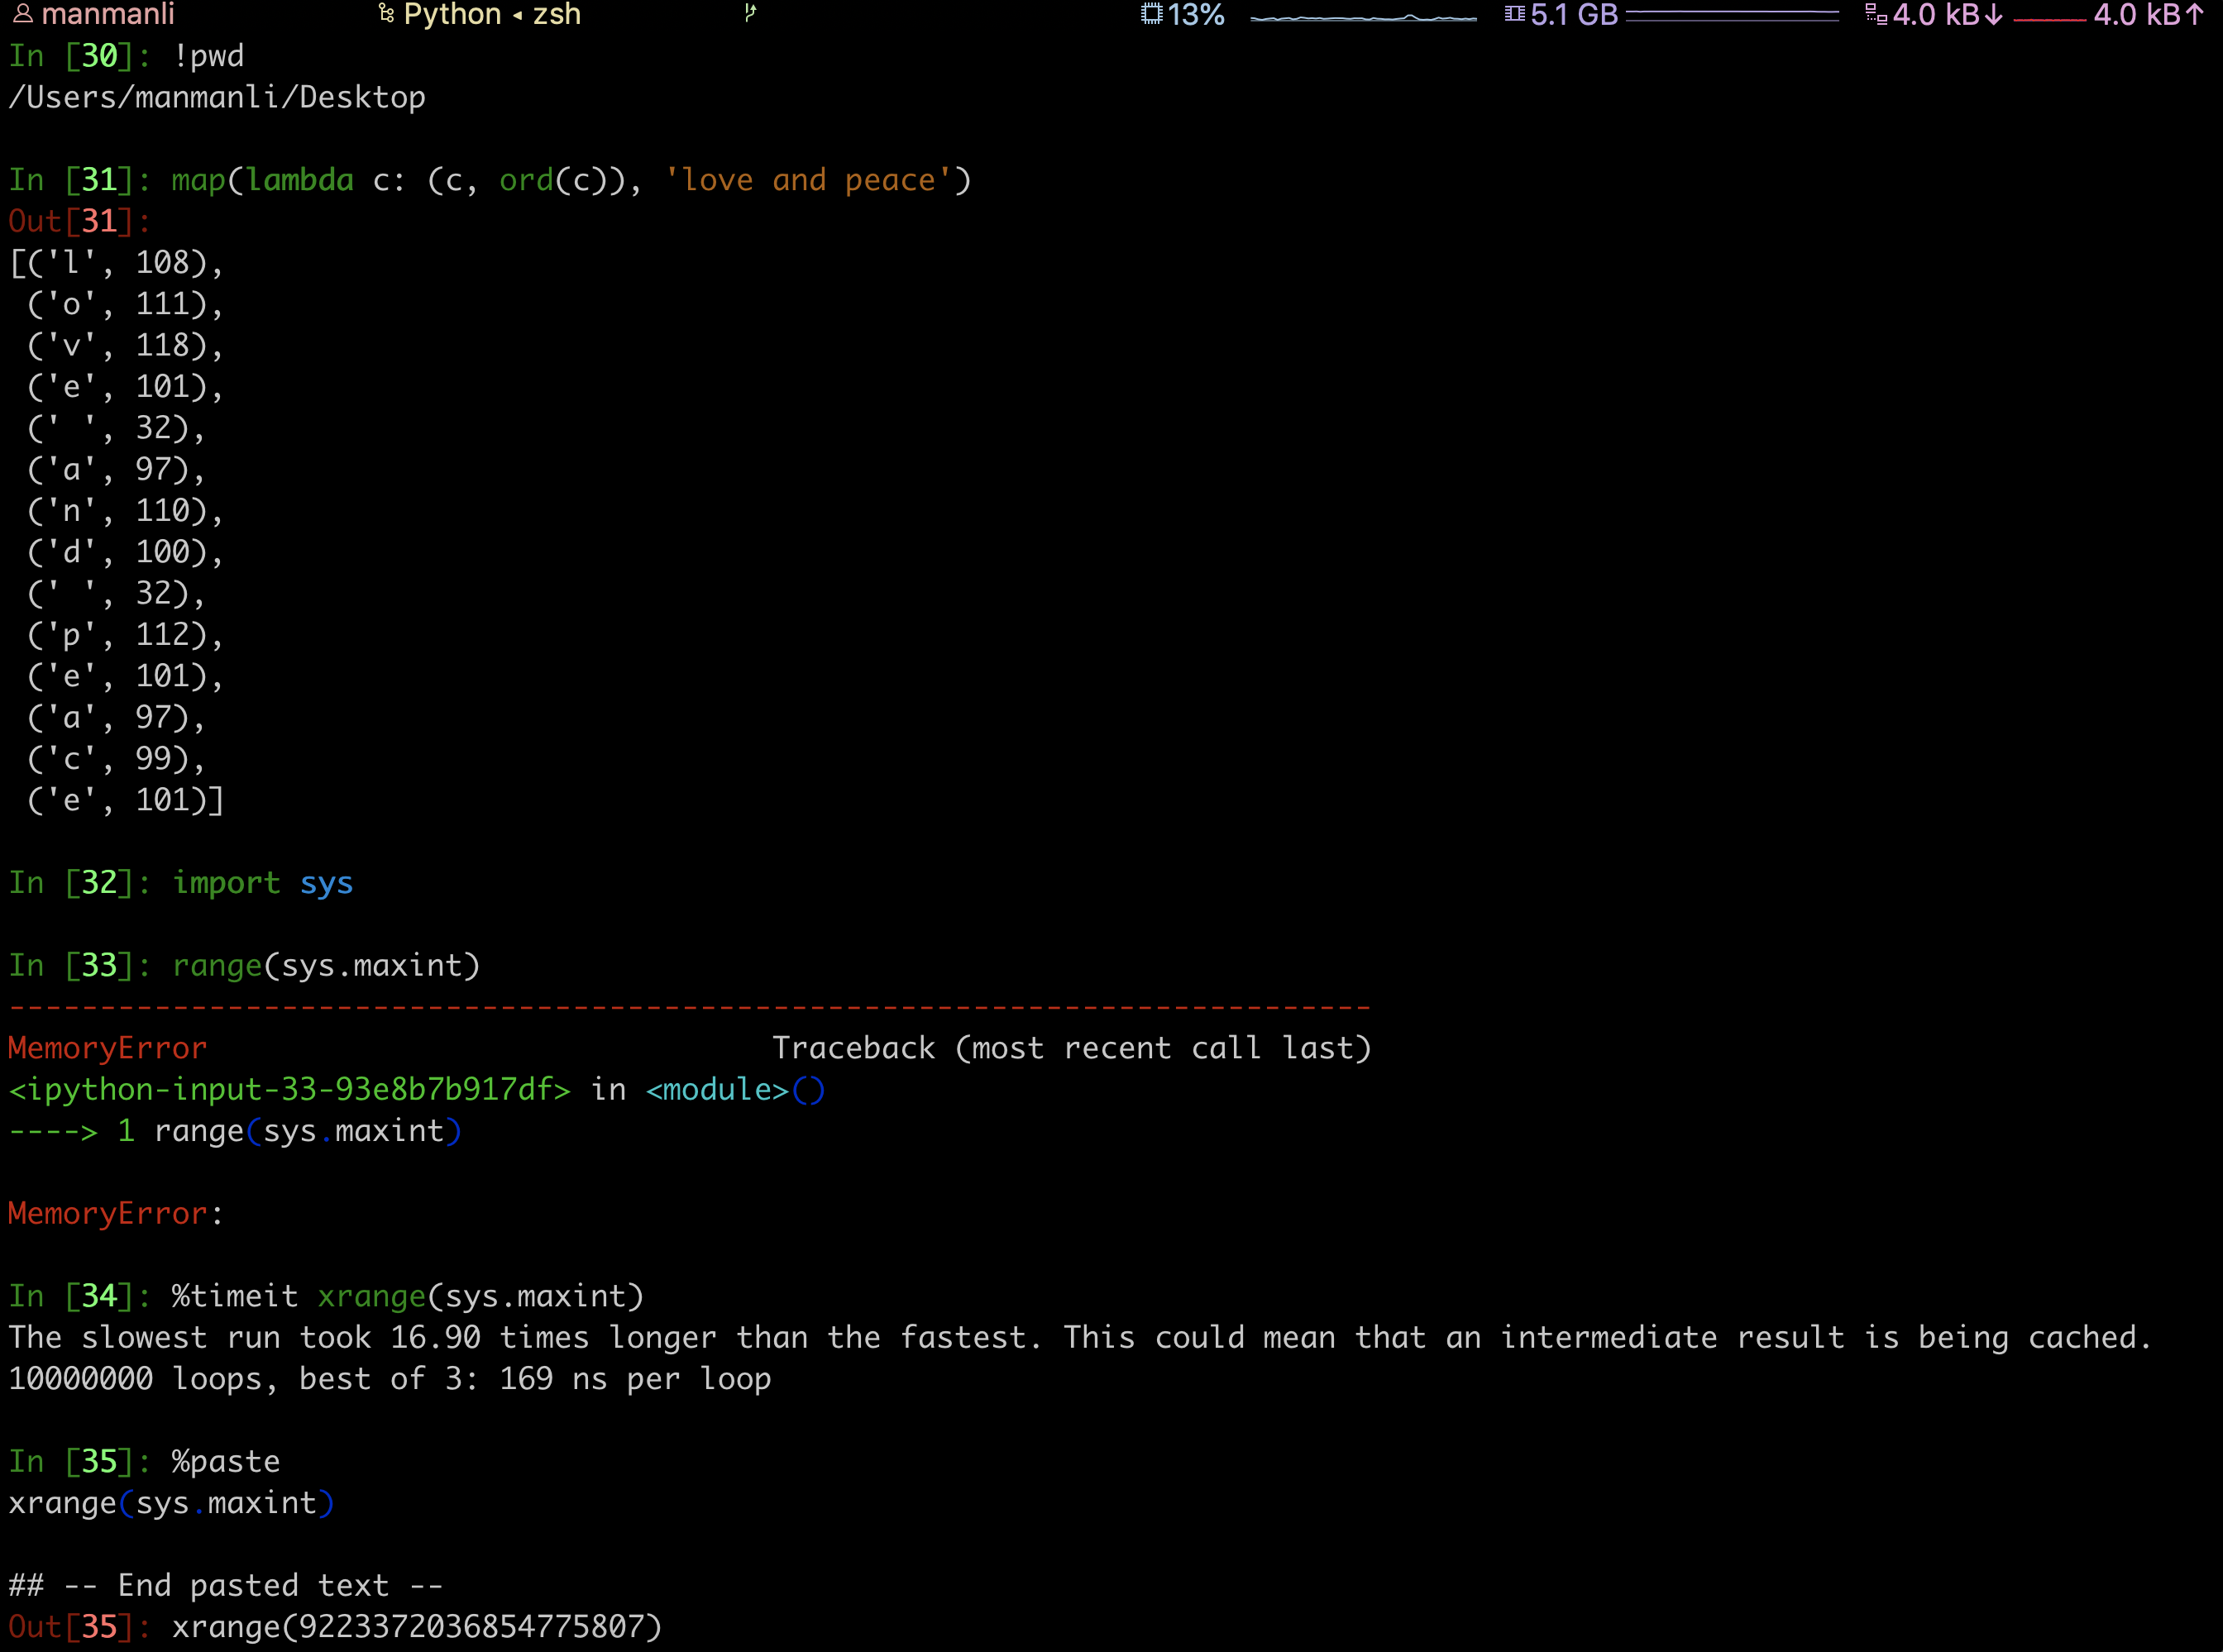 manmanli Python ◂ zsh 13% 5.1 GB 4.0 kB↓ 4.0 kB↑
In [30]: !pwd
/Users/manmanli/Desktop
In [31]: map(lambda c: (c, ord(c)), 'love and peace')
Out[31]:
[('l', 108),
 ('o', 111),
 ('v', 118),
 ('e', 101),
 (' ', 32),
 ('a', 97),
 ('n', 110),
 ('d', 100),
 (' ', 32),
 ('p', 112),
 ('e', 101),
 ('a', 97),
 ('c', 99),
 ('e', 101)]
In [32]: import sys
In [33]: range(sys.maxint)
---------------------------------------------------------------------------
MemoryError                               Traceback (most recent call last)
<ipython-input-33-93e8b7b917df> in <module>()
----> 1 range(sys.maxint)
MemoryError:
In [34]: %timeit xrange(sys.maxint)
The slowest run took 16.90 times longer than the fastest. This could mean that an intermediate result is being cached.
10000000 loops, best of 3: 169 ns per loop
In [35]: %paste
xrange(sys.maxint)
## -- End pasted text --
Out[35]: xrange(9223372036854775807)